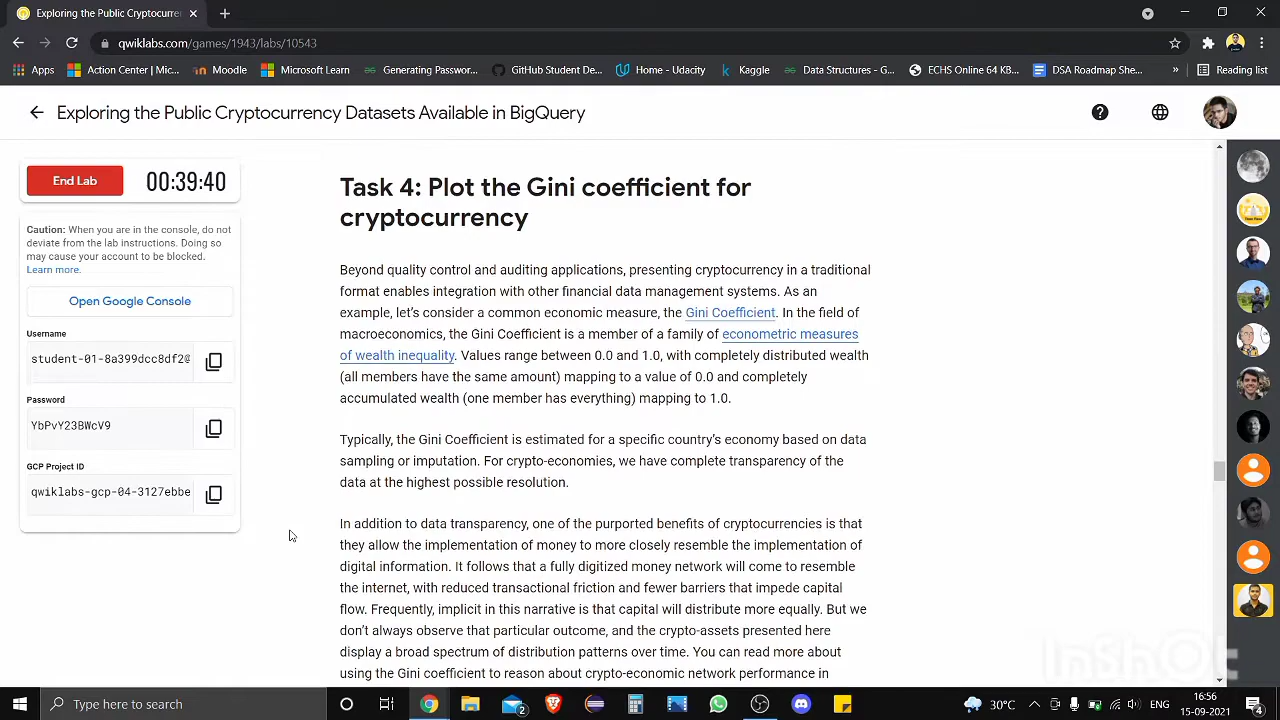 Exploring the Public Cryptocurr
qwiklabs.com/games/1943/labs/10543
Apps
Action Center | Mic...
Moodle
Microsoft Learn
Generating Passwor...
GitHub Student De...
Home - Udacity
Kaggle
Data Structures - G...
ECHS Online 64 KB...
DSA Roadmap She...
»
Reading list
Exploring the Public Cryptocurrency Datasets Available in BigQuery
End Lab
00:39:40
Caution: When you are in the console, do not
deviate from the lab instructions. Doing so
may cause your account to be blocked.
Learn more.
Open Google Console
Username
student-01-8a399dcc8df2@
Password
YbPvY23BWcV9
GCP Project ID
qwiklabs-gcp-04-3127ebbe
Task 4: Plot the Gini coefficient for
cryptocurrency
Beyond quality control and auditing applications, presenting cryptocurrency in a traditional
format enables integration with other financial data management systems. As an
example, let's consider a common economic measure, the Gini Coefficient. In the field of
macroeconomics, the Gini Coefficient is a member of a family of econometric measures
of wealth inequality. Values range between 0.0 and 1.0, with completely distributed wealth
(all members have the same amount) mapping to a value of 0.0 and completely
accumulated wealth (one member has everything) mapping to 1.0.
Typically, the Gini Coefficient is estimated for a specific country's economy based on data
sampling or imputation. For crypto-economies, we have complete transparency of the
data at the highest possible resolution.
In addition to data transparency, one of the purported benefits of cryptocurrencies is that
they allow the implementation of money to more closely resemble the implementation of
digital information. It follows that a fully digitized money network will come to resemble
the internet, with reduced transactional friction and fewer barriers that impede capital
flow. Frequently, implicit in this narrative is that capital will distribute more equally. But we
don't always observe that particular outcome, and the crypto-assets presented here
display a broad spectrum of distribution patterns over time. You can read more about
using the Gini coefficient to reason about crypto-economic network performance in
InShOt
Type here to search
2
30°C
ENG
16:56
15-09-2021
4